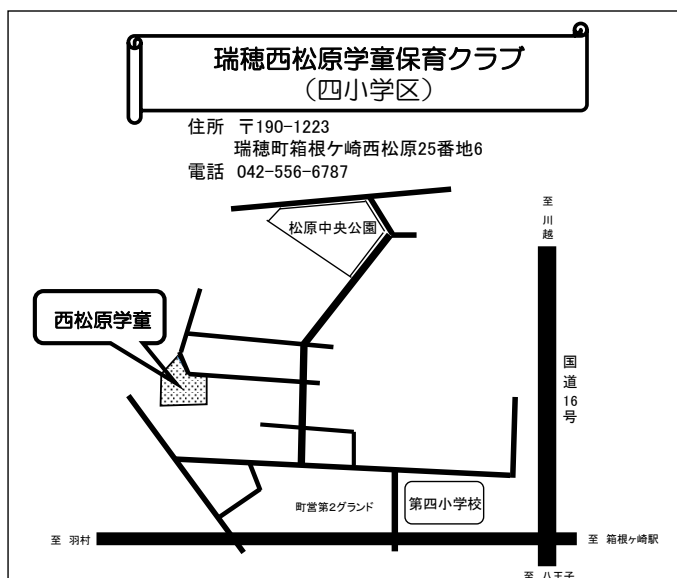 瑞穂西松原学童保育クラブ
（四小学区）
住所 〒190-1223
瑞穂町箱根ケ崎西松原25番地6
電話 042-556-6787
至 川越
松原中央公園
西松原学童
国道16号
町営第2グランド
第四小学校
至 羽村
至 箱根ヶ崎駅
至 八王子